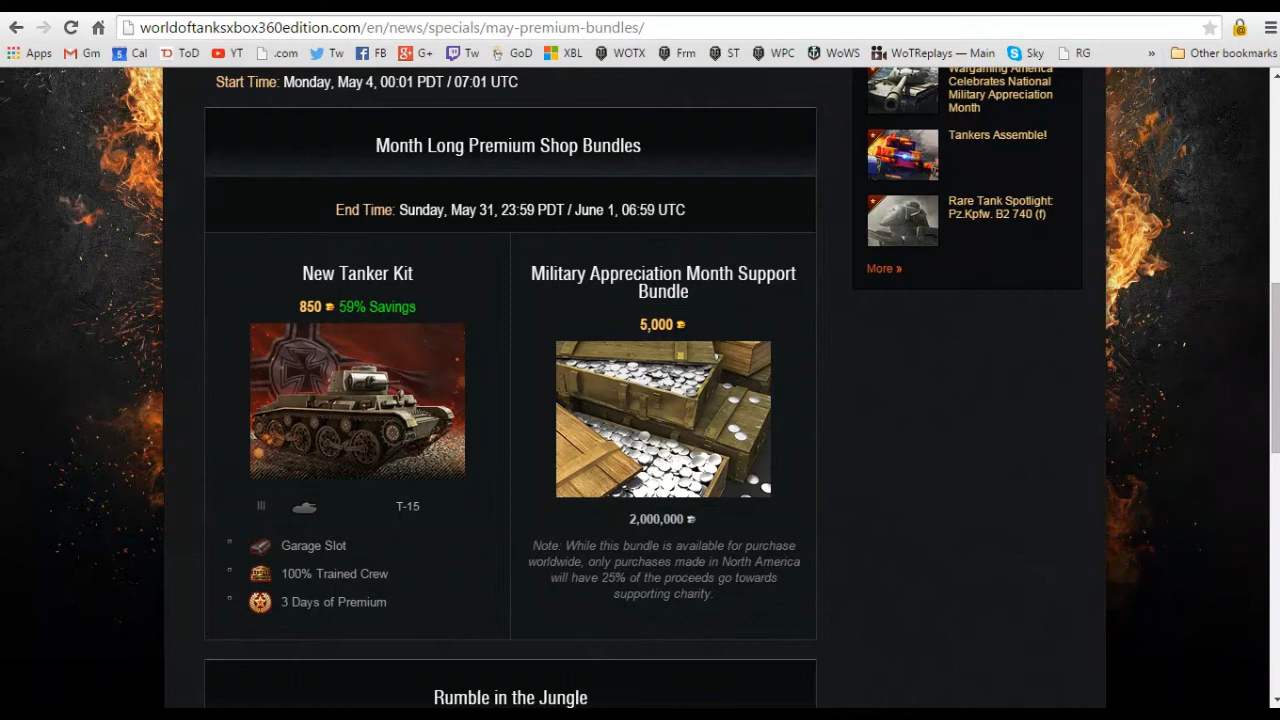 worldoftanksxbox360edition.com/en/news/specials/may-premium-bundles/
Apps Gm Cal ToD YT .com Tw FB G+ Tw GoD XBL WOTX Frm ST WPC WoWS WoTReplays — Main Sky RG » Other bookmarks
Start Time: Monday, May 4, 00:01 PDT / 07:01 UTC
Month Long Premium Shop Bundles
End Time: Sunday, May 31, 23:59 PDT / June 1, 06:59 UTC
New Tanker Kit
850 59% Savings
III T-15
Garage Slot
100% Trained Crew
3 Days of Premium
Military Appreciation Month Support
Bundle
5,000
2,000,000
Note: While this bundle is available for purchase
worldwide, only purchases made in North America
will have 25% of the proceeds go towards
supporting charity.
Rumble in the Jungle
Wargaming America
Celebrates National
Military Appreciation
Month
Tankers Assemble!
Rare Tank Spotlight:
Pz.Kpfw. B2 740 (f)
More »